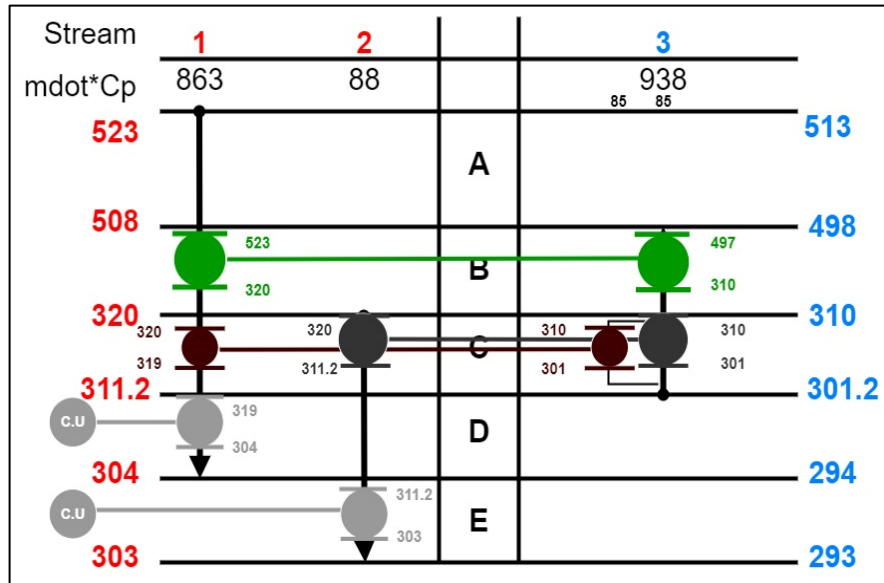 Stream 1 2 3
mdot*Cp 863 88 938
85 85
523 513
A
508 498
523 497
B
320 310
320 310
320 320 310 310
C
319 311.2 301 301
311.2 301.2
C.U 319
D
304
304 294
311.2
C.U E
303
303 293